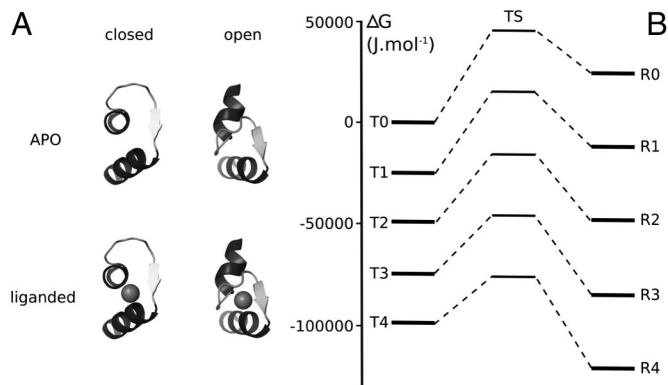 A
closed
open
APO
liganded
B
ΔG
(J.mol-1)
TS
50000
0
-50000
-100000
T0
T1
T2
T3
T4
R0
R1
R2
R3
R4